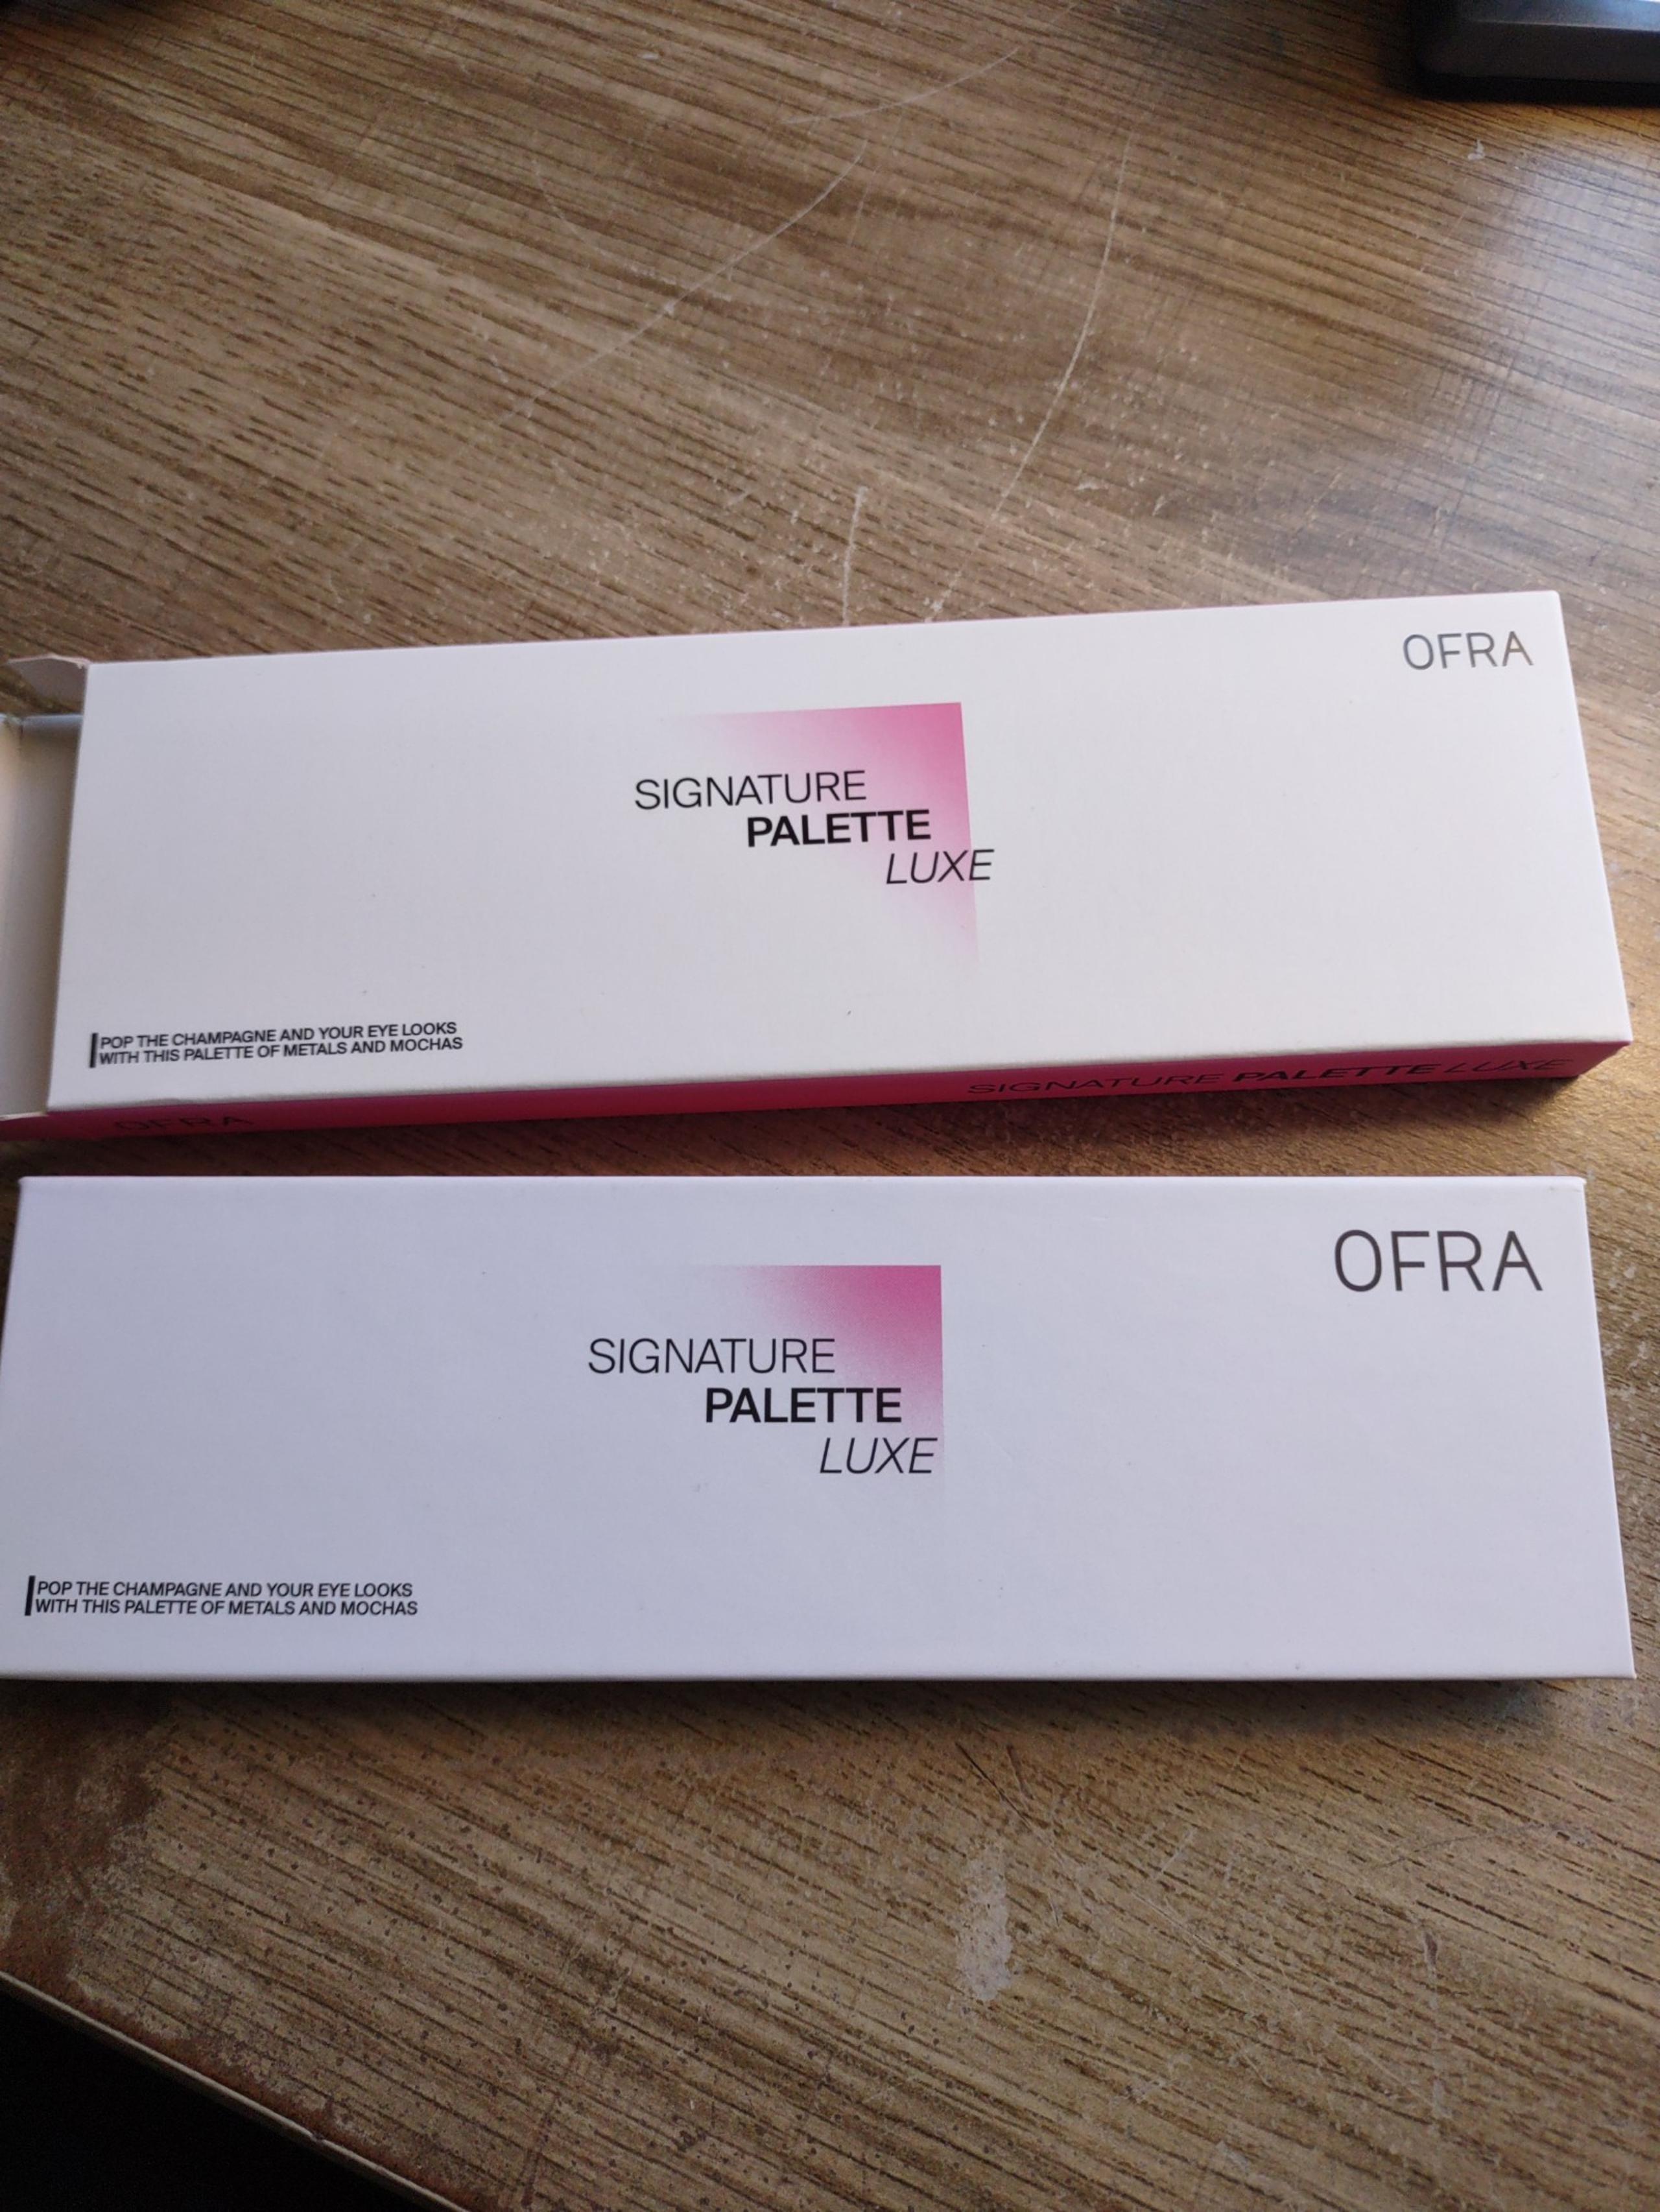 OFRA
SIGNATURE
PALETTE
LUXE
POP THE CHAMPAGNE AND YOUR EYE LOOKS
WITH THIS PALETTE OF METALS AND MOCHAS
OFRA
SIGNATURE PALETTE LUXE
OFRA
SIGNATURE
PALETTE
LUXE
POP THE CHAMPAGNE AND YOUR EYE LOOKS
WITH THIS PALETTE OF METALS AND MOCHAS